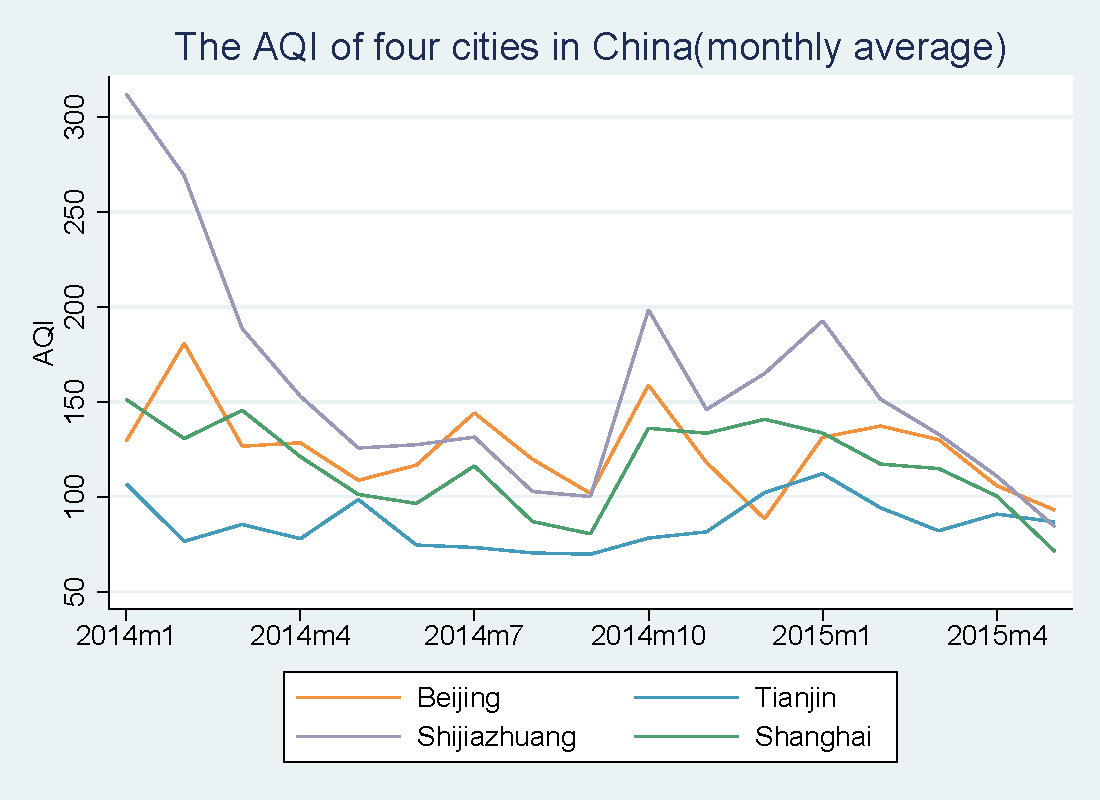 The AQI of four cities in China(monthly average)
AQI
300
250
200
150
100
50
2014m1 2014m4 2014m7 2014m10 2015m1 2015m4
Beijing Tianjin
Shijiazhuang Shanghai